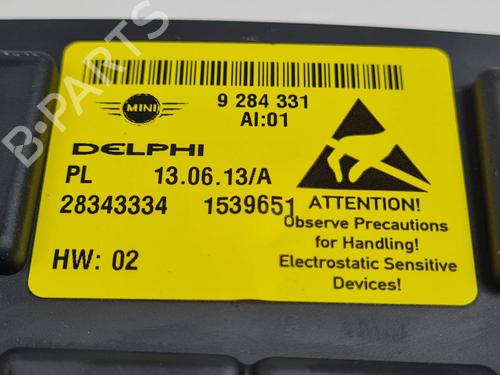 MINI
9 284 331
AI:01
DELPHI
PL 13.06.13/A
28343334 1539651
HW: 02
ATTENTION!
Observe Precautions
for Handling!
Electrostatic Sensitive
Devices!
B-PARTS